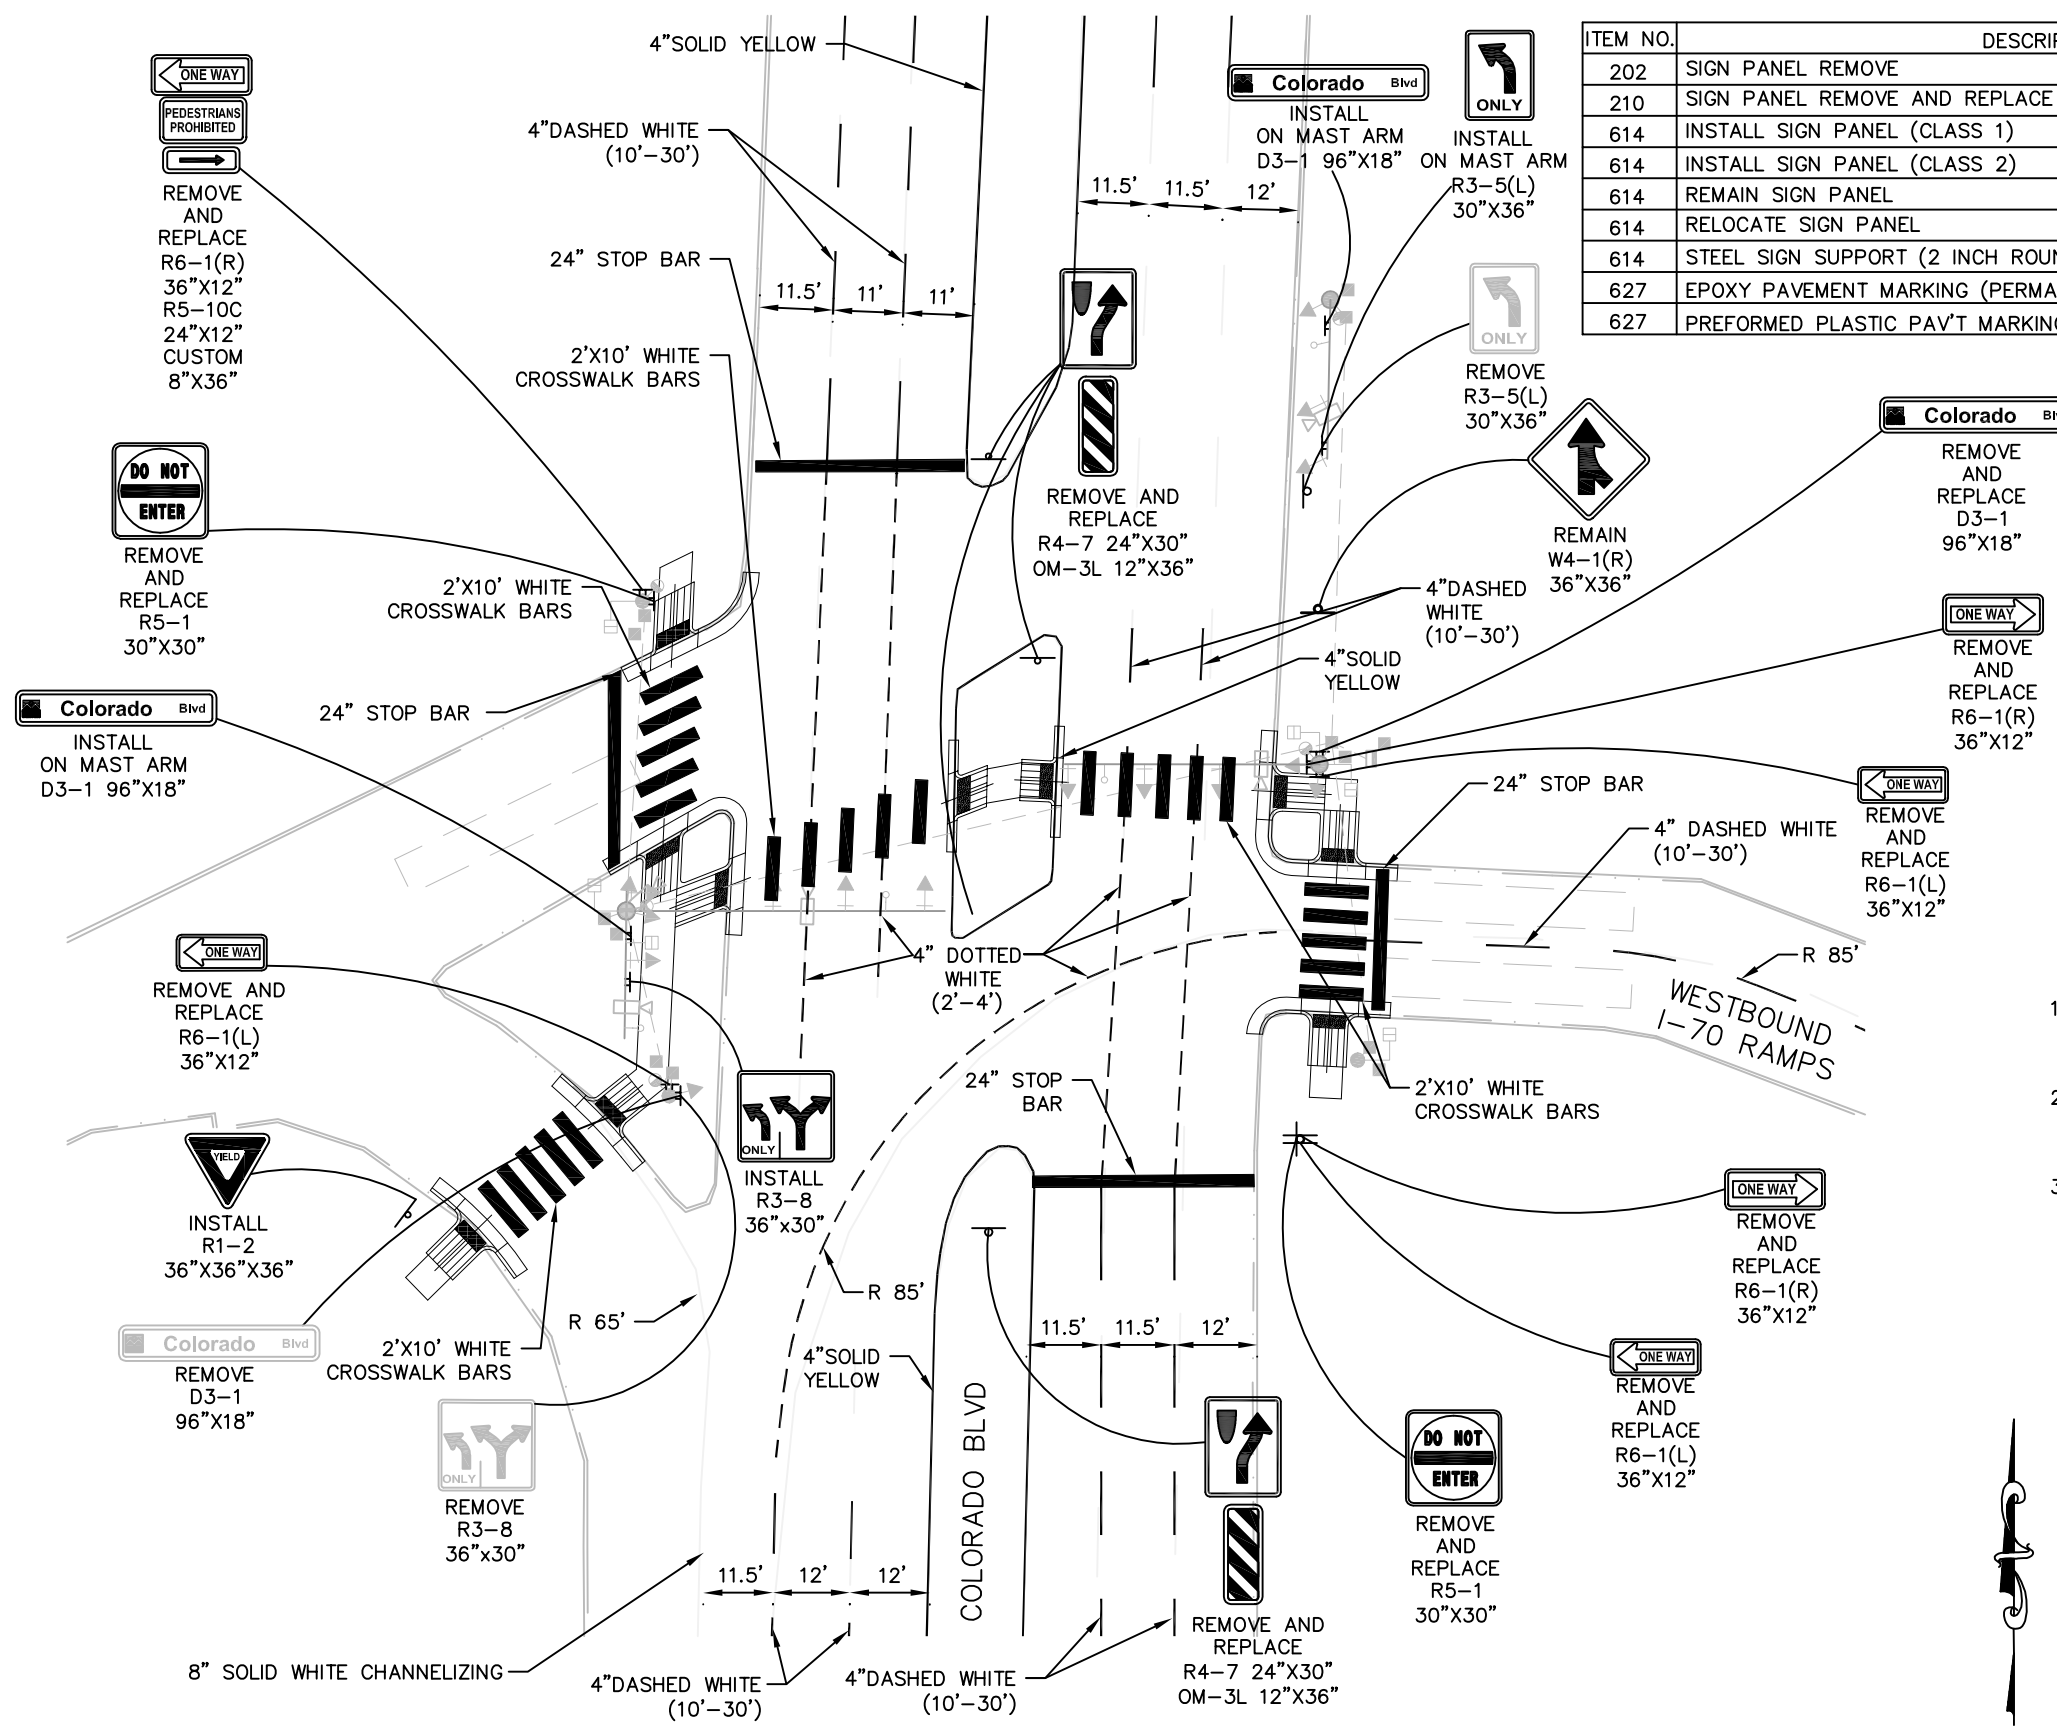 ONE WAY
PEDESTRIANS
PROHIBITED
REMOVE
AND
REPLACE
R6-1(R)
36"X12"
R5-10C
24"X12"
CUSTOM
8"X36"
4"SOLID YELLOW
4"DASHED WHITE
(10'-30')
24" STOP BAR
2'X10' WHITE
CROSSWALK BARS
11.5'
11'
11'
11.5'
11.5'
12'
Colorado Blvd
INSTALL
ON MAST ARM
D3-1 96"X18"
ONLY
INSTALL
ON MAST ARM
R3-5(L)
30"X36"
ONLY
REMOVE
R3-5(L)
30"X36"
ITEM NO.
202 SIGN PANEL REMOVE
210 SIGN PANEL REMOVE AND REPLACE
614 INSTALL SIGN PANEL (CLASS 1)
614 INSTALL SIGN PANEL (CLASS 2)
614 REMAIN SIGN PANEL
614 RELOCATE SIGN PANEL
614 STEEL SIGN SUPPORT (2 INCH
627 EPOXY PAVEMENT MARKING
627 PREFORMED PLASTIC PAV'T MARKING
REMOVE AND
REPLACE
R4-7 24"X30"
OM-3L 12"X36"
REMAIN
W4-1(R)
36"X36"
Colorado
REMOVE
AND
REPLACE
D3-1
96"X18"
DO NOT
ENTER
REMOVE
AND
REPLACE
R5-1
30"X30"
2'X10' WHITE
CROSSWALK BARS
4"DASHED
WHITE
(10'-30')
4"SOLID
YELLOW
ONE WAY
REMOVE
AND
REPLACE
R6-1(R)
36"X12"
Colorado Blvd
INSTALL
ON MAST ARM
D3-1 96"X18"
24" STOP BAR
24" STOP BAR
4" DASHED WHITE
(10'-30')
ONE WAY
REMOVE
AND
REPLACE
R6-1(L)
36"X12"
ONE WAY
REMOVE AND
REPLACE
R6-1(L)
36"X12"
4" DOTTED
WHITE
(2'-4')
R 85'
WESTBOUND
I-70 RAMPS
24" STOP
BAR
2'X10' WHITE
CROSSWALK BARS
YIELD
INSTALL
R1-2
36"X36"X36"
ONLY
INSTALL
R3-8
36"x30"
ONE WAY
REMOVE
AND
REPLACE
R6-1(R)
36"X12"
R 65'
R 85'
Colorado Blvd
REMOVE
D3-1
96"X18"
2'X10' WHITE
CROSSWALK BARS
4"SOLID
YELLOW
11.5'
11.5'
12'
ONE WAY
REMOVE
AND
REPLACE
R6-1(L)
36"X12"
ONLY
REMOVE
R3-8
36"x30"
COLORADO BLVD
DO NOT
ENTER
REMOVE
AND
REPLACE
R5-1
30"X30"
11.5'
12'
12'
REMOVE AND
REPLACE
R4-7 24"X30"
OM-3L 12"X36"
8" SOLID WHITE CHANNELIZING
4"DASHED WHITE
(10'-30')
4"DASHED WHITE
(10'-30')